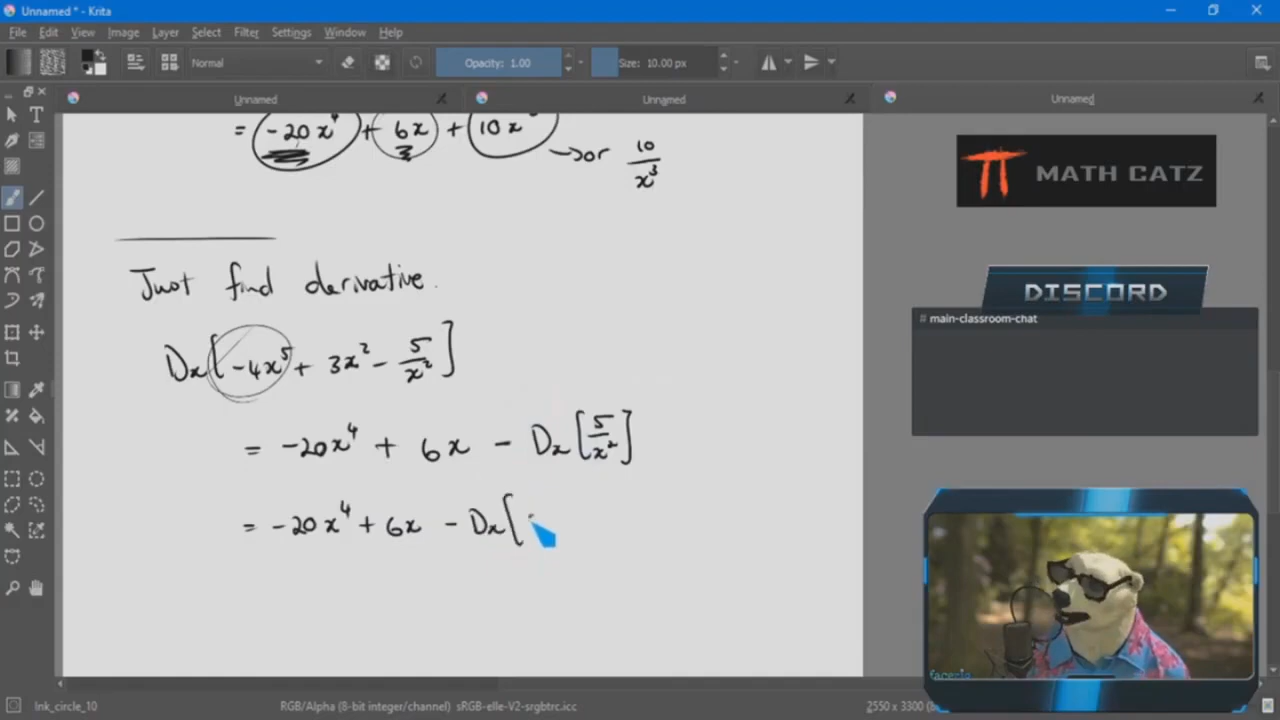 Unnamed * - Krita
File Edit View Image Layer Select Filter Settings Window Help
Normal Opacity: 1.00 Size: 10.00 px
Unnamed Unnamed Unnamed
= -20x⁴ + 6x + 10x
→ or 10/x³
Just find derivative.
Dx[-4x⁵ + 3x² - 5/x²]
= -20x⁴ + 6x - Dx[5/x²]
= -20x⁴ + 6x - Dx[
π MATH CATZ
DISCORD
# main-classroom-chat
facerig
Ink_circle_10 RGB/Alpha (8-bit integer/channel) sRGB-elle-V2-srgbtrc.icc 2550 x 3300 (8